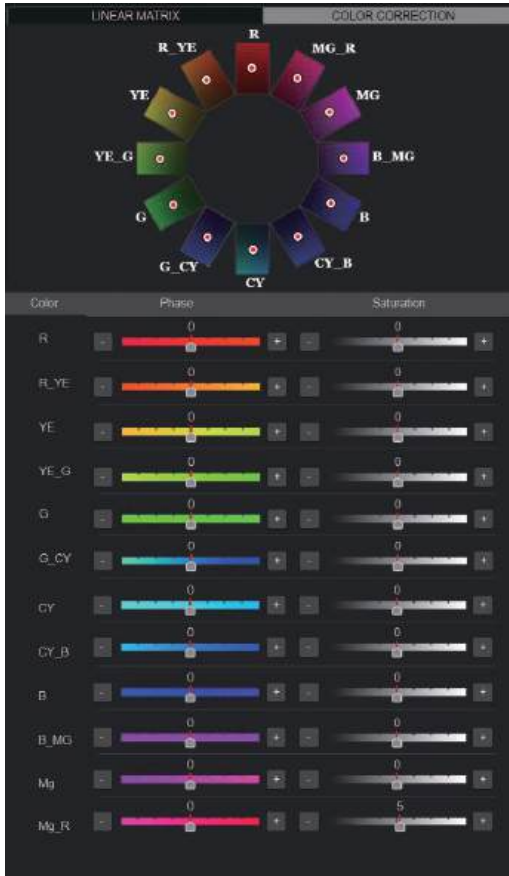 LINEAR MATRIX COLOR CORRECTION
R
R_YE MG_R
YE MG
YE_G B_MG
G B
G_CY CY_B
CY
Color Phase Saturation
0 0
R - + - +
0 0
R_YE - + - +
0 0
YE - + - +
0 0
YE_G - + - +
0 0
G - + - +
0 0
G_CY - + - +
0 0
CY - + - +
0 0
CY_B - + - +
0 0
B - + - +
0 0
B_MG - + - +
0 0
Mg - + - +
0 5
Mg_R - + - +